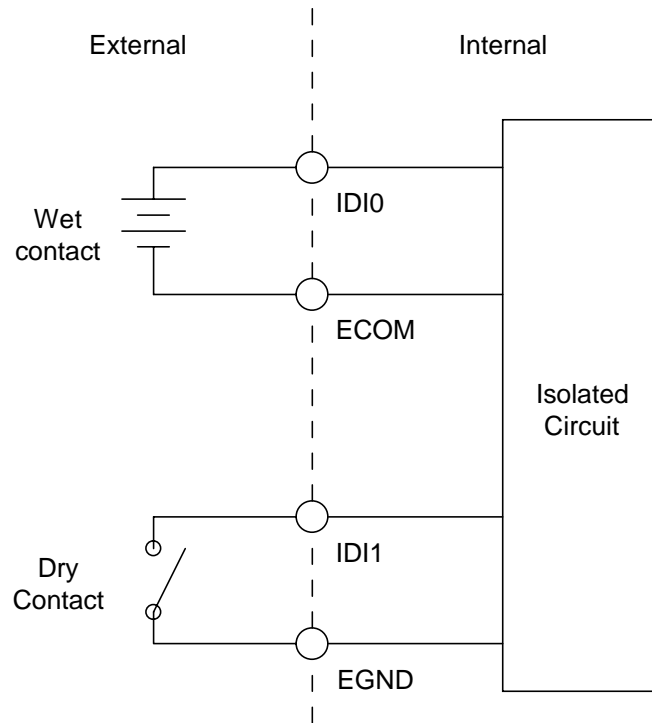 External
Internal
IDI0
Wet
contact
ECOM
Isolated
Circuit
IDI1
Dry
Contact
EGND